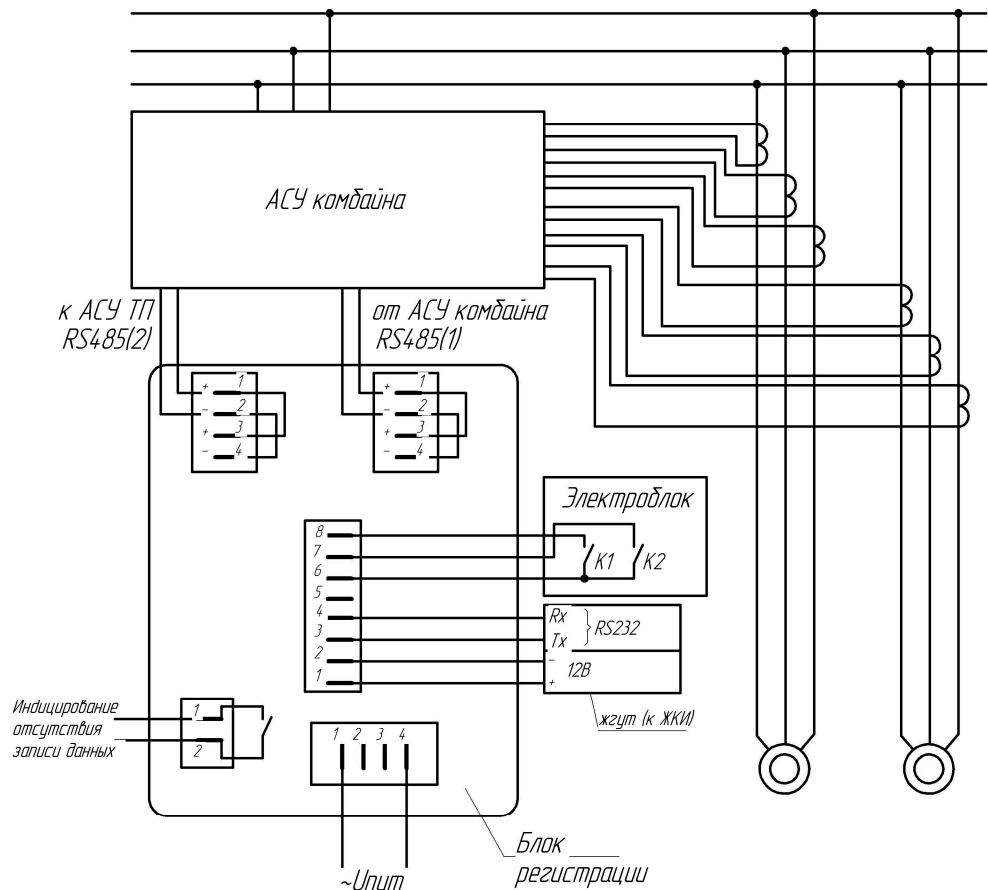 АСУ комбайна
к АСУ ТП
RS485(2)
от АСУ комбайна
RS485(1)
+ 1
- 2
+ 3
- 4
+ 1
- 2
+ 3
- 4
Электроблок
K1
K2
8
7
6
5
4
3
2
1
Rx
Tx
RS232
-
12В
+
жгут (к ЖКИ)
Индицирование
отсутствия
записи данных
1
2
1 2 3 4
Блок
регистрации
~Uпит